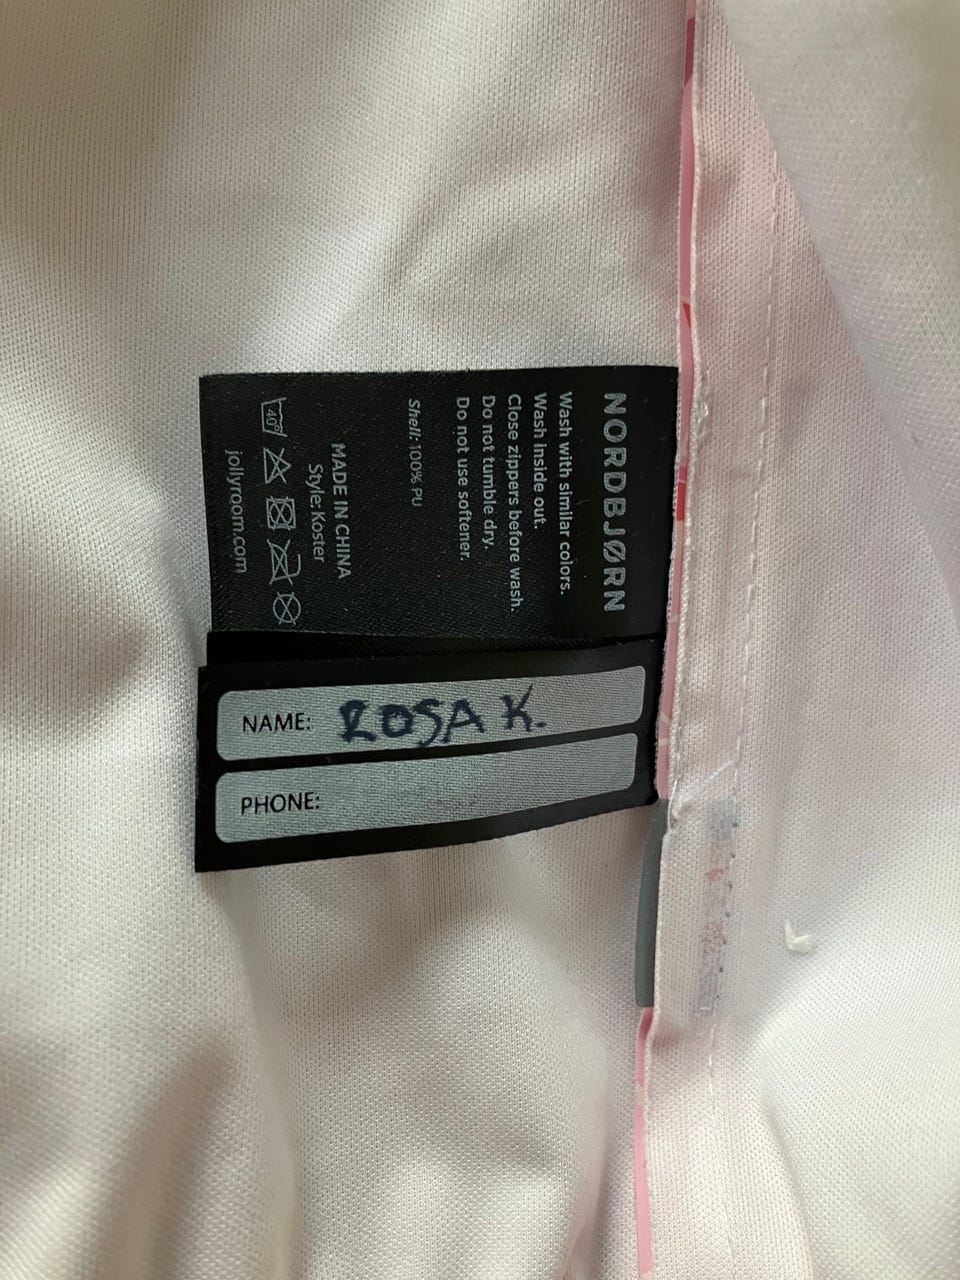 NORDBJØRN
Wash with similar colors.
Wash inside out.
Close zippers before wash.
Do not tumble dry.
Do not use softener.
Shell: 100% PU
MADE IN CHINA
Style: Koster
40°
jollyroom.com
NAME: ROSA K.
PHONE: